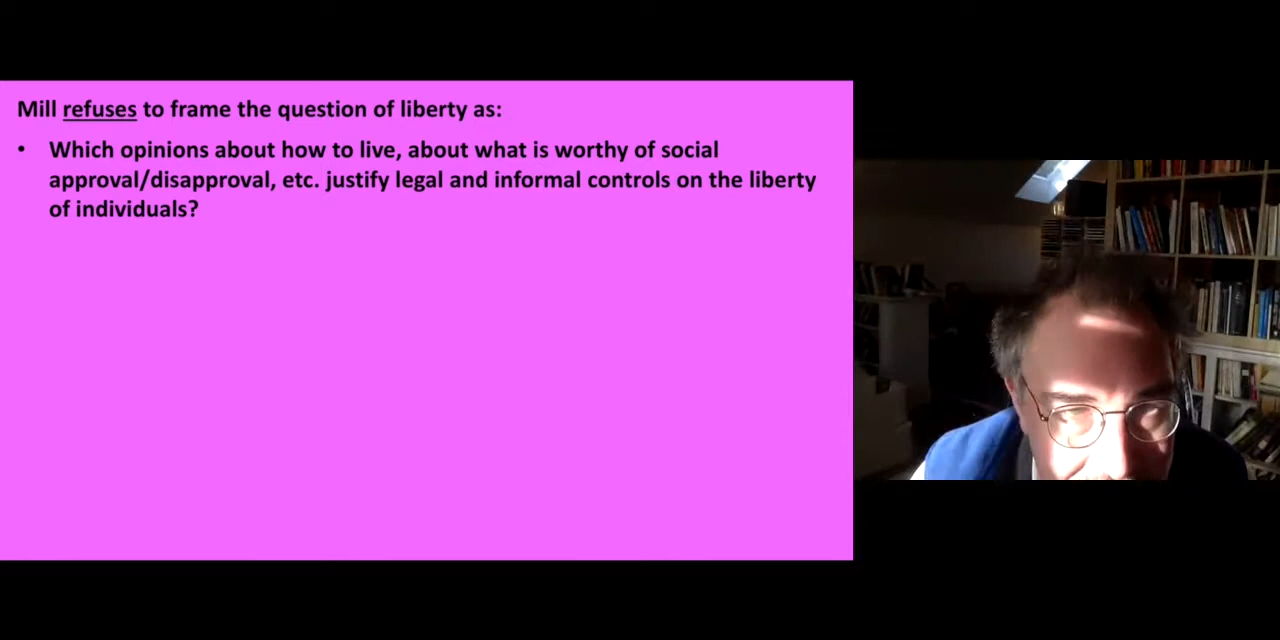 Mill refuses to frame the question of liberty as:
• Which opinions about how to live, about what is worthy of social
approval/disapproval, etc. justify legal and informal controls on the liberty
of individuals?